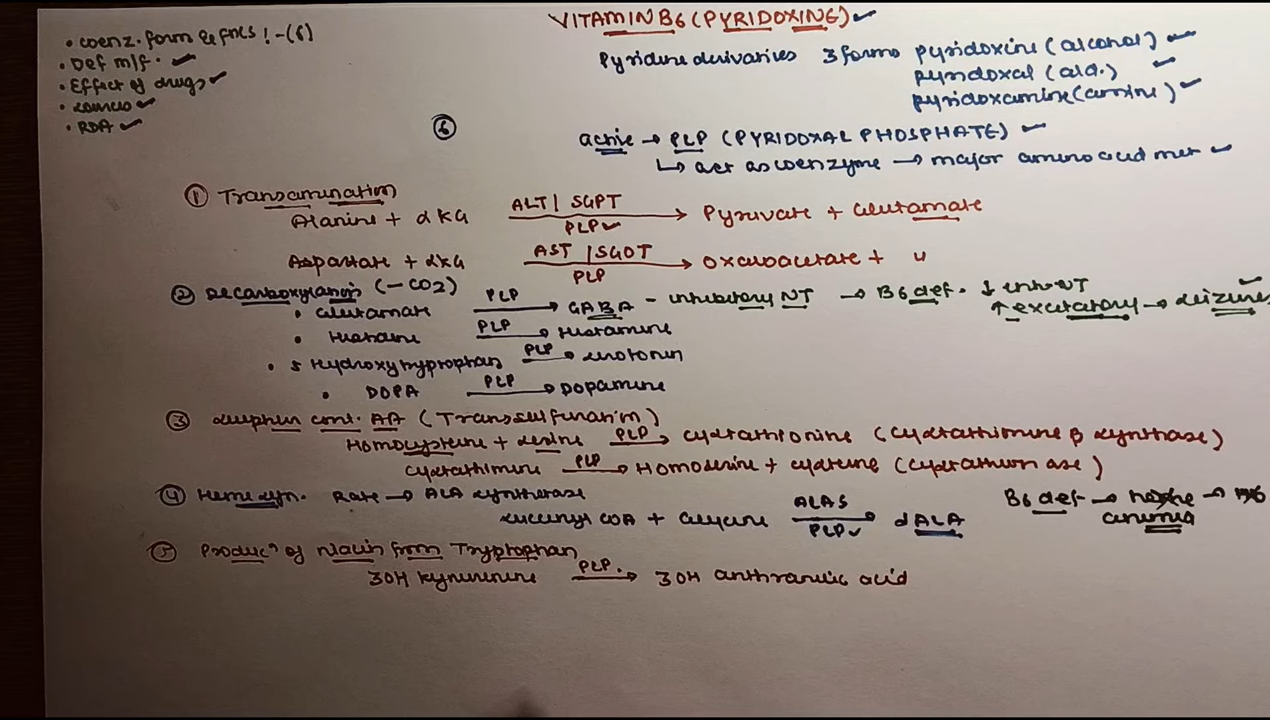 VITAMIN B6 (PYRIDOXINE)
• coenz. form & fncs : - (6)
• Def m/f.
• Effect of drugs
• RDA
Pyridine derivatives 3 forms pyridoxine (alcohol)
pyridoxal (ald.)
pyridoxamine (amine)
⑥
active → PLP (PYRIDOXAL PHOSPHATE)
↳ act as coenzyme → major amino acid met
① Transamination
Alanine + αKG ALT | SGPT PLP → Pyruvate + Glutamate
Aspartate + αKG AST | SGOT PLP → Oxaloacetate + "
② Decarboxylation (-CO2)
• Glutamate PLP → GABA - inhibitory NT → B6 def. ↓ inhi. NT
↑ excitatory → seizures
• Histidine PLP → Histamine
• 5 Hydroxytryptophan PLP → serotonin
• DOPA PLP → Dopamine
③ Sulphur cont. AA (Transsulfuration)
Homocysteine + serine PLP → cystathionine (cystathionine β synthase)
cystathionine PLP → Homoserine + cysteine (cystathionase)
④ Heme syn. Rate → ALA synthetase
succinyl COA + Glycine ALAS PLP → dALA
B6 def →
anemia
⑤ Producn of niacin from Tryptophan
3OH kynurenine PLP. → 3OH anthranilic acid